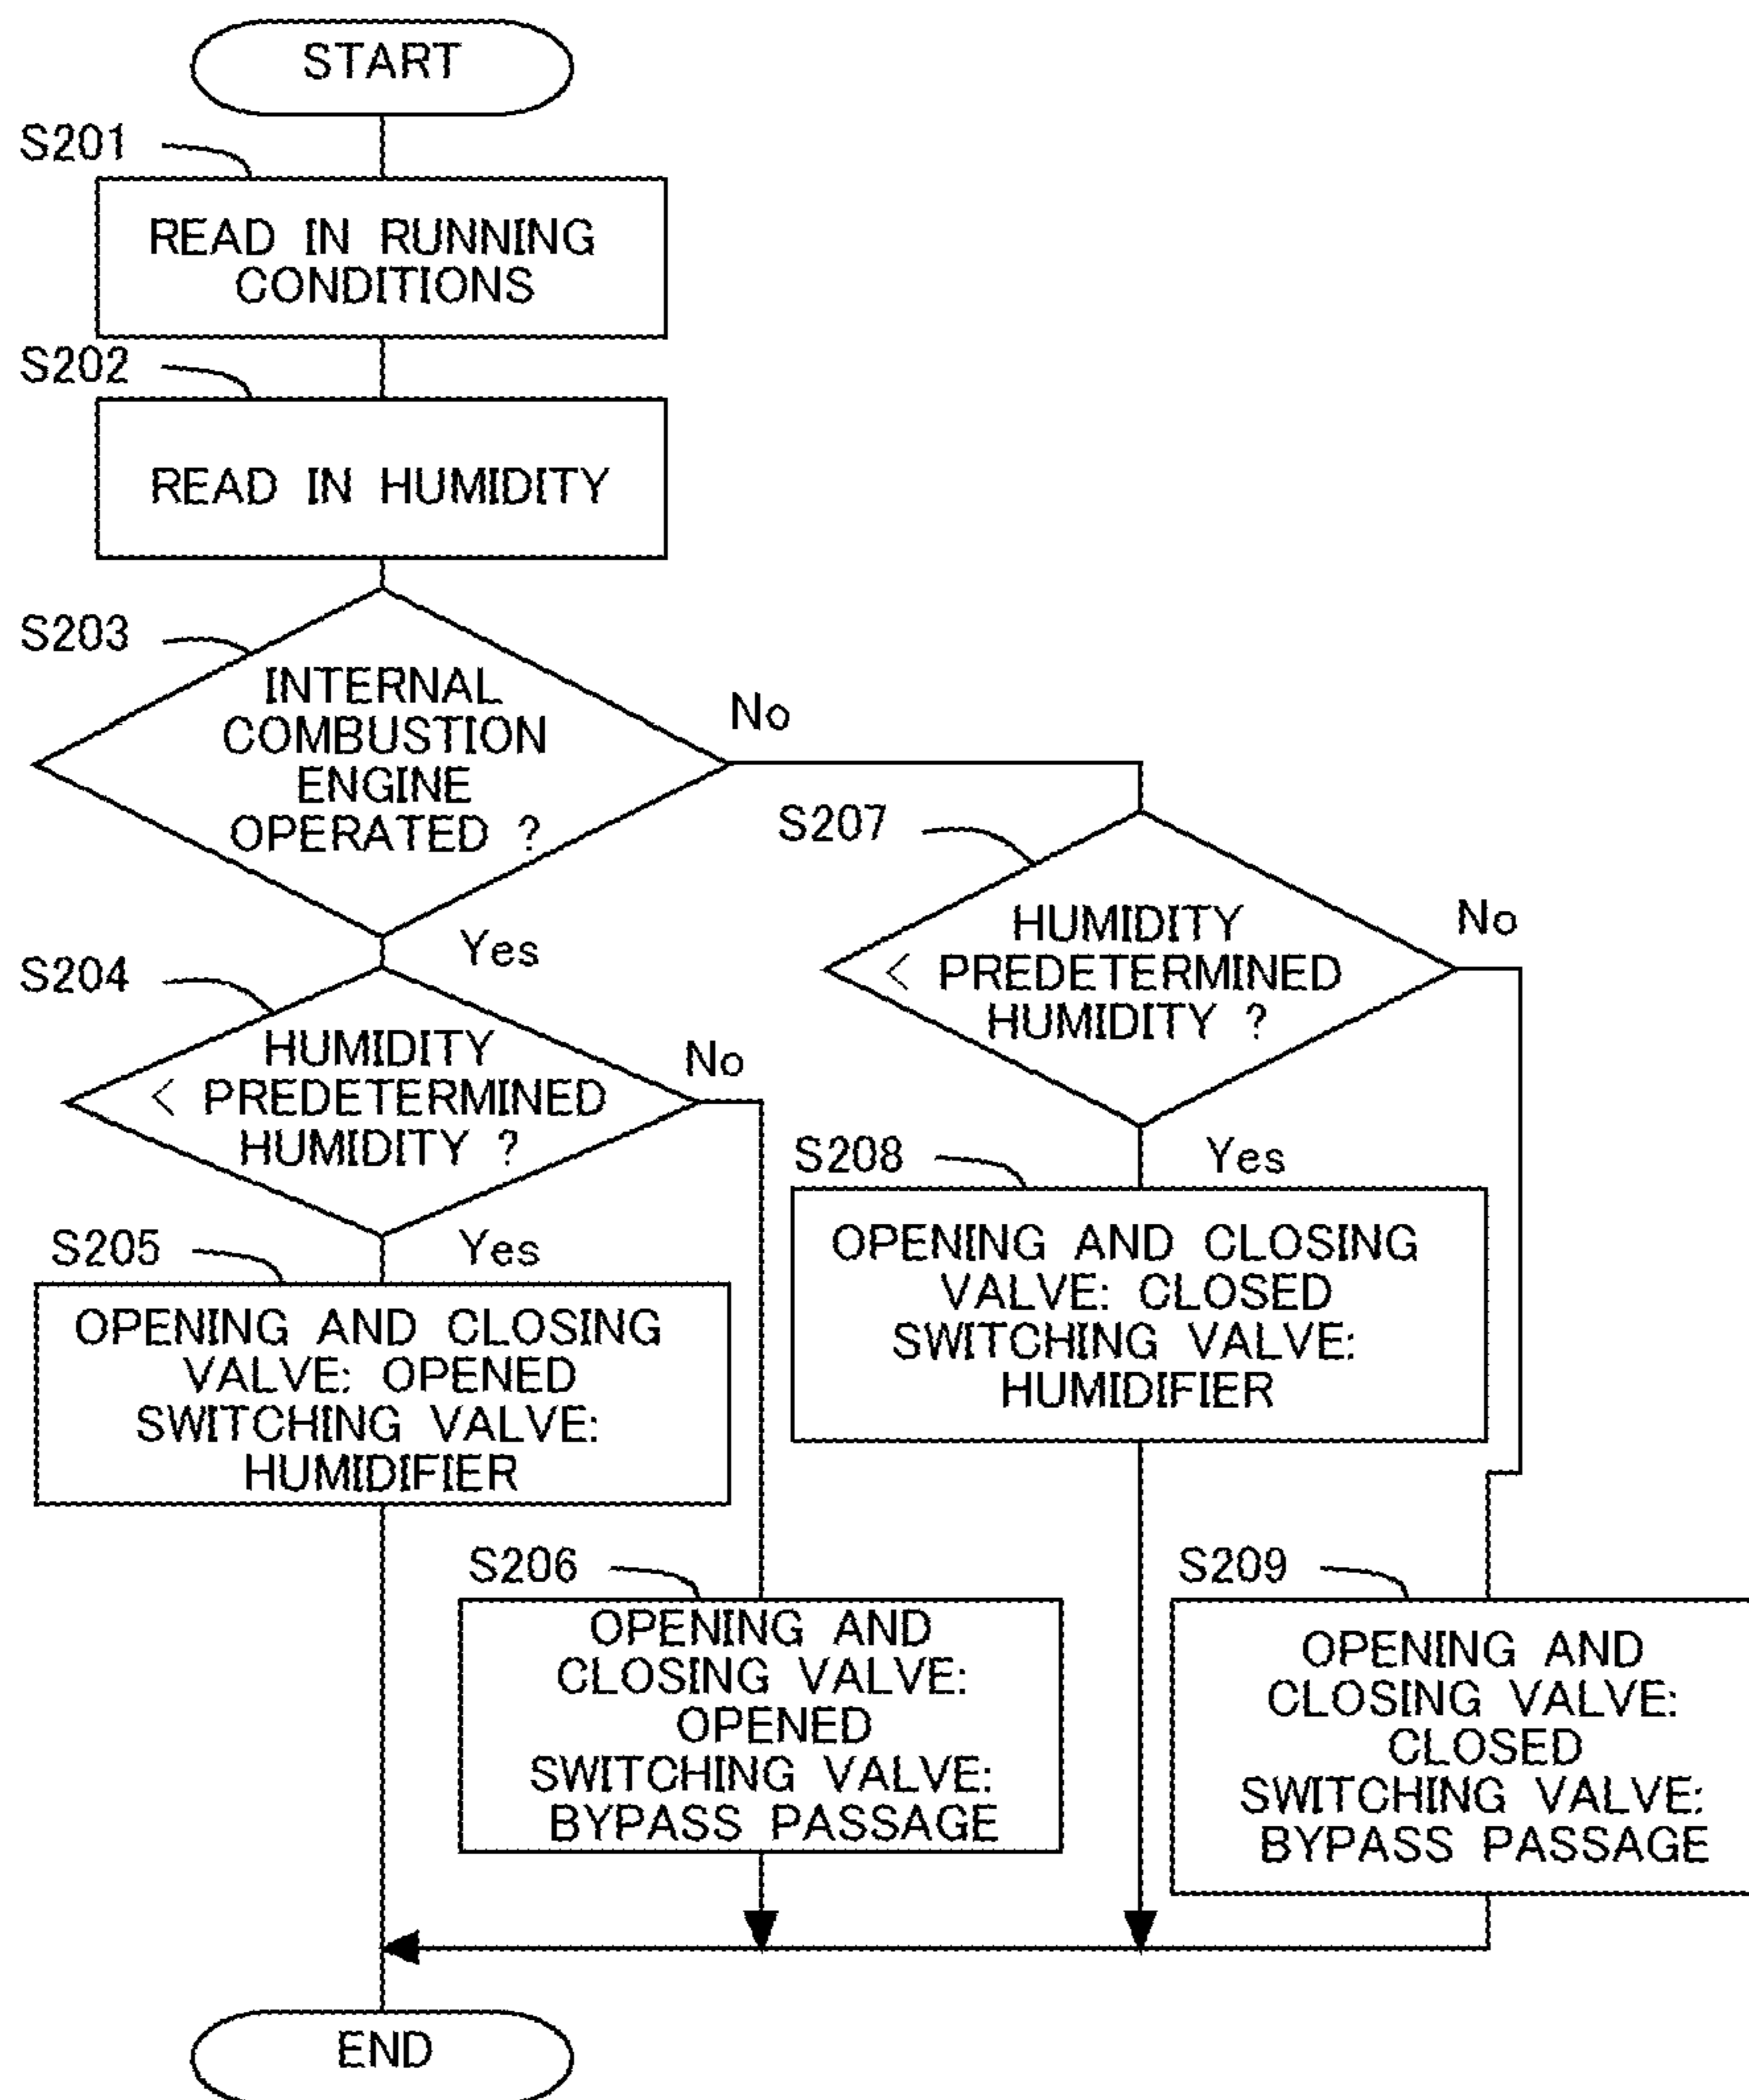 START
S201
READ IN RUNNING
CONDITIONS
S202
READ IN HUMIDITY
S203
INTERNAL
COMBUSTION
ENGINE
OPERATED ?
No
Yes
S204
HUMIDITY
< PREDETERMINED
HUMIDITY ?
No
Yes
S205
OPENING AND CLOSING
VALVE: OPENED
SWITCHING VALVE:
HUMIDIFIER
S206
OPENING AND
CLOSING VALVE:
OPENED
SWITCHING VALVE:
BYPASS PASSAGE
S207
HUMIDITY
< PREDETERMINED
HUMIDITY ?
No
Yes
S208
OPENING AND CLOSING
VALVE: CLOSED
SWITCHING VALVE:
HUMIDIFIER
S209
OPENING AND
CLOSING VALVE:
CLOSED
SWITCHING VALVE:
BYPASS PASSAGE
END